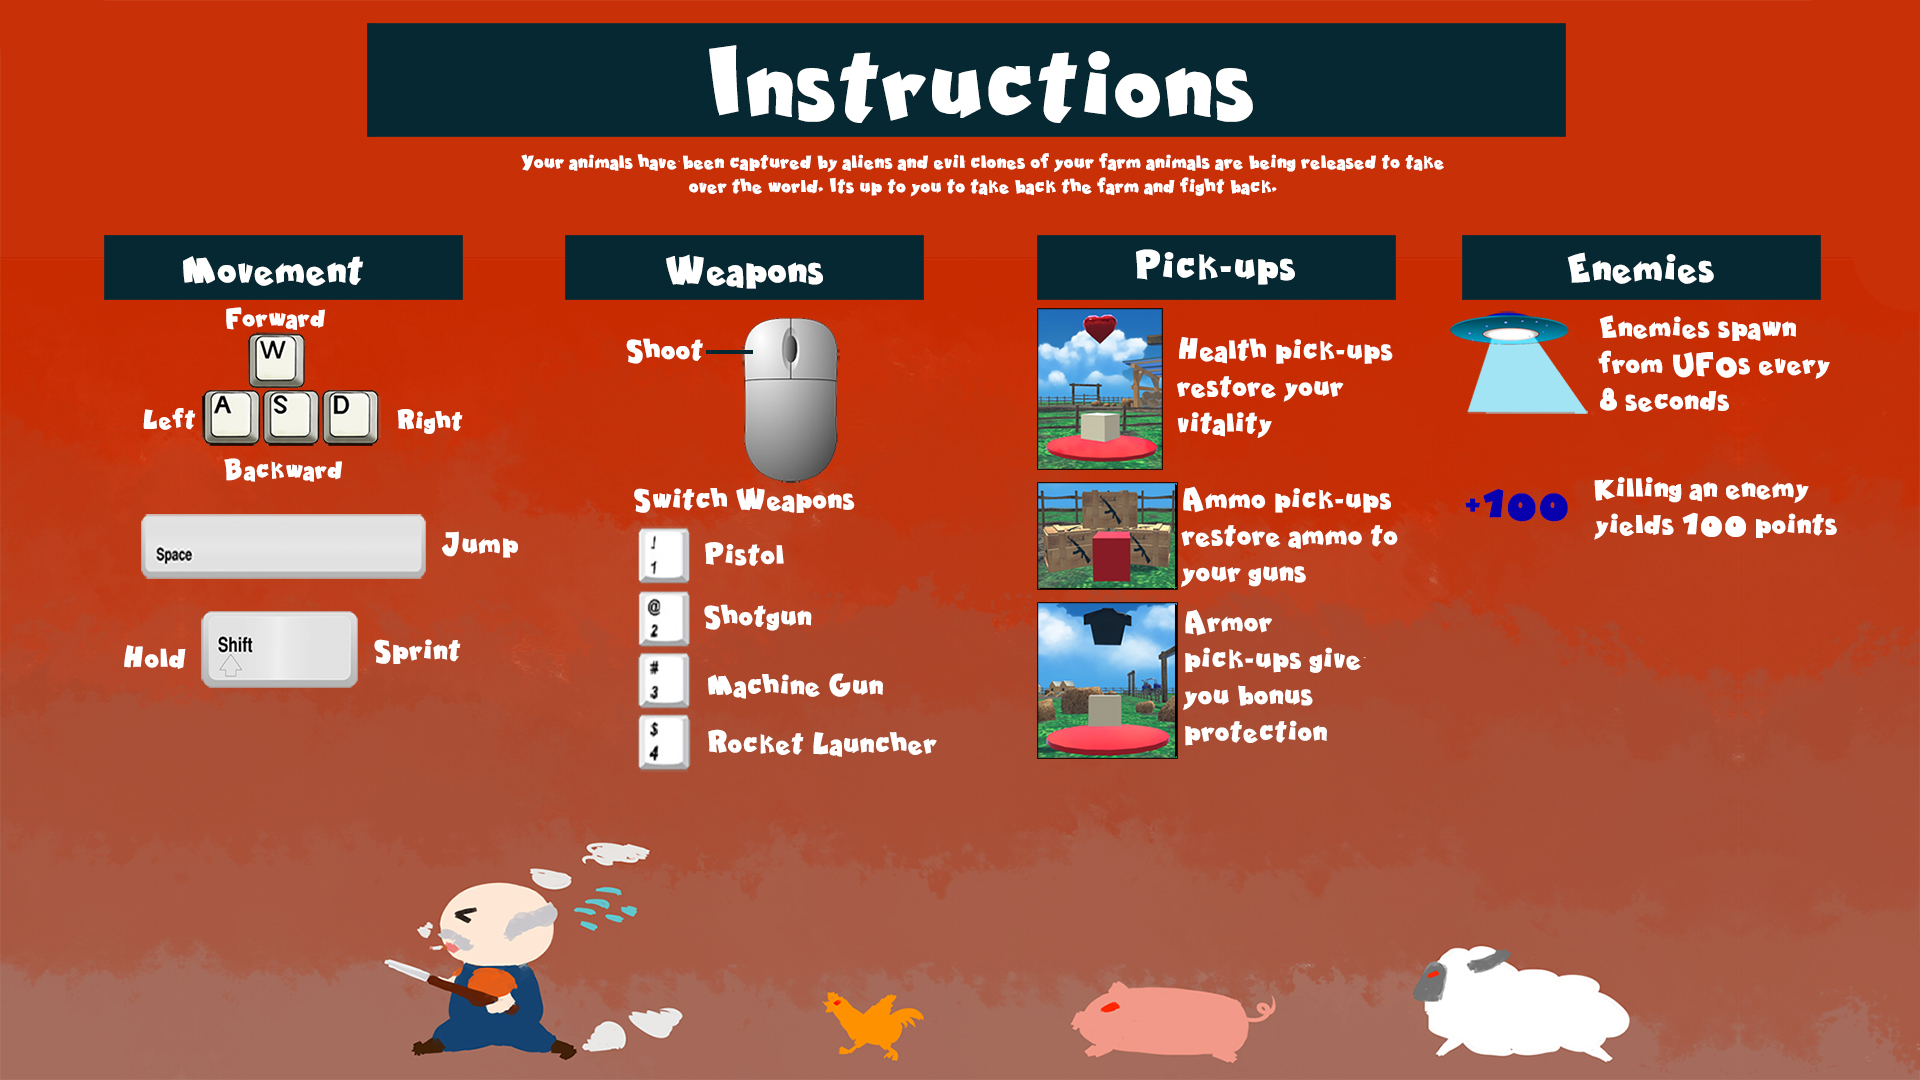 Instructions
Your animals have been captured by aliens and evil clones of your farm animals are being released to take
over the world. Its up to you to take back the farm and fight back.
Movement
Forward
W
Left
A
S
D
Right
Backward
Space
Jump
Hold
Shift
Sprint
Weapons
Shoot
Switch Weapons
!
1
Pistol
@
2
Shotgun
#
3
Machine Gun
$
4
Rocket Launcher
Pick-ups
Health pick-ups
restore your
vitality
Ammo pick-ups
restore ammo to
your guns
Armor
pick-ups give
you bonus
protection
Enemies
Enemies spawn
from UFOs every
8 seconds
+100
Killing an enemy
yields 100 points